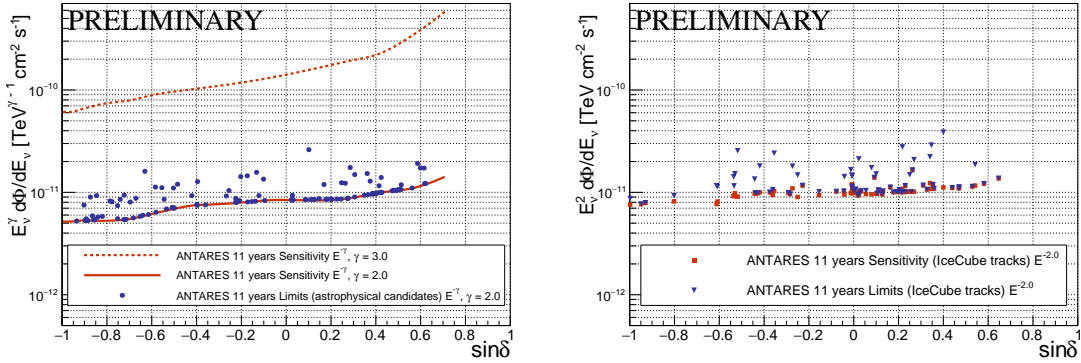 PRELIMINARY
E_ν^γ dΦ/dE_ν [TeV^{γ - 1} cm^{-2} s^{-1}]
10^{-10}
10^{-11}
10^{-12}
ANTARES 11 years Sensitivity E^{-γ}, γ = 3.0
ANTARES 11 years Sensitivity E^{-γ}, γ = 2.0
ANTARES 11 years Limits (astrophysical candidates) E^{-γ}, γ = 2.0
−1 −0.8 −0.6 −0.4 −0.2 0 0.2 0.4 0.6 0.8 1
sinδ
PRELIMINARY
E_ν^2 dΦ/dE_ν [TeV cm^{-2} s^{-1}]
10^{-10}
10^{-11}
10^{-12}
ANTARES 11 years Sensitivity (IceCube tracks) E^{-2.0}
ANTARES 11 years Limits (IceCube tracks) E^{-2.0}
−1 −0.8 −0.6 −0.4 −0.2 0 0.2 0.4 0.6 0.8 1
sinδ